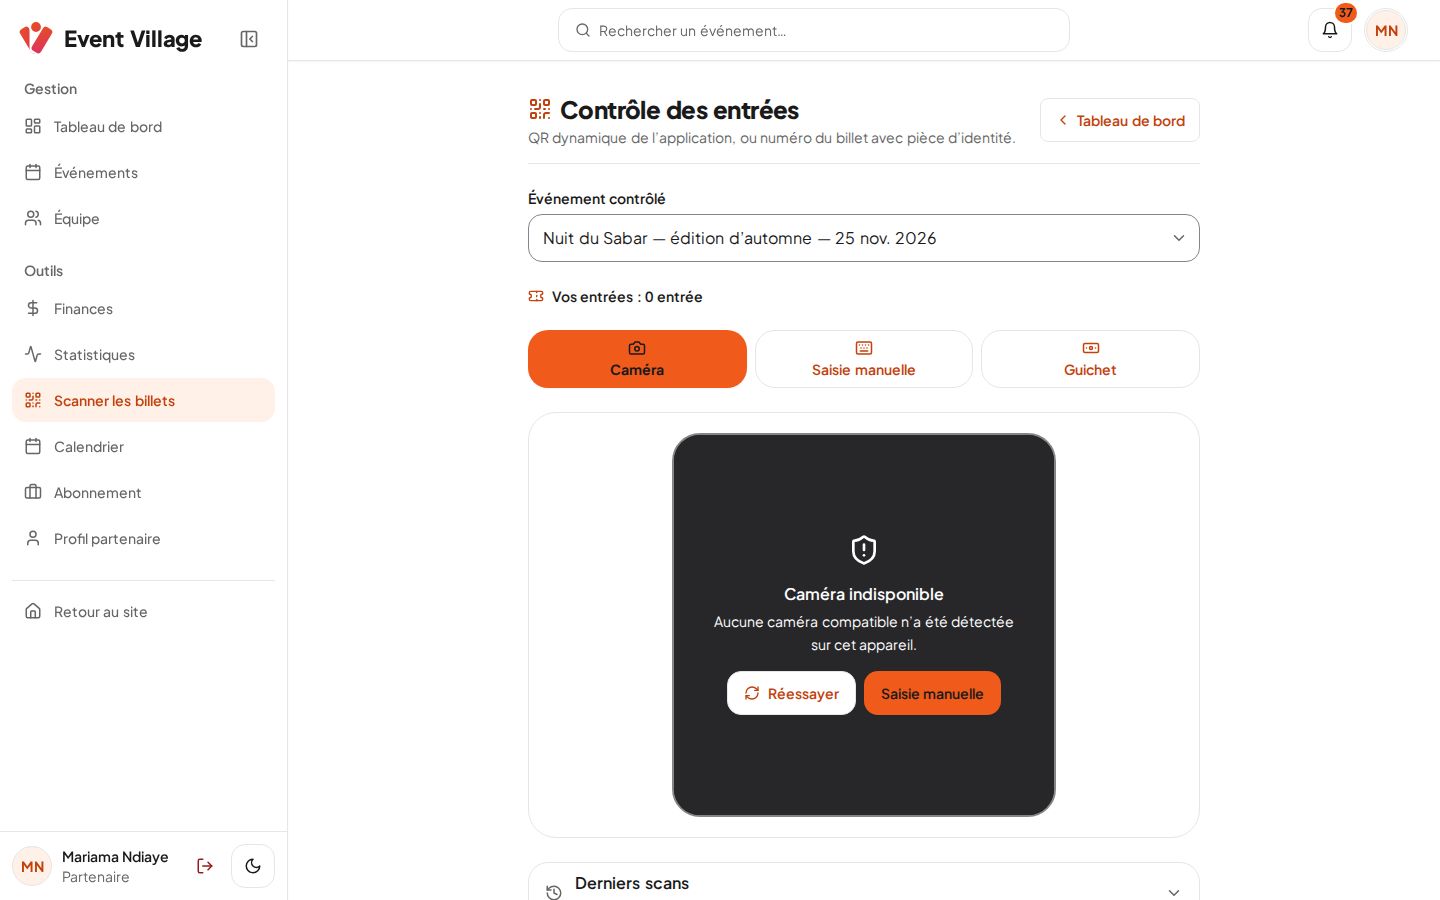 Event Village
Rechercher un événement…
37
MN
Gestion
Tableau de bord
Événements
Équipe
Outils
Finances
Statistiques
Scanner les billets
Calendrier
Abonnement
Profil partenaire
Retour au site
MN
Mariama Ndiaye
Partenaire
Contrôle des entrées
QR dynamique de l’application, ou numéro du billet avec pièce d’identité.
Tableau de bord
Événement contrôlé
Nuit du Sabar — édition d’automne — 25 nov. 2026
Vos entrées : 0 entrée
Caméra
Saisie manuelle
Guichet
Caméra indisponible
Aucune caméra compatible n’a été détectée
sur cet appareil.
Réessayer
Saisie manuelle
Derniers scans